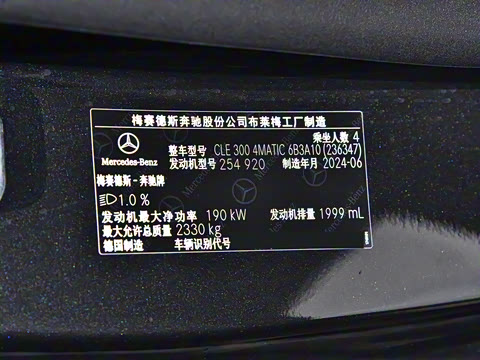 梅赛德斯奔驰股份公司布莱梅工厂制造
乘坐人数 4
Mercedes-Benz 整车型号 CLE 300 4MATIC 6B3A10 (236347)
发动机型号 254 920 制造年月 2024-06
梅赛德斯 - 奔驰牌
1.0 %
发动机最大净功率 190 kW 发动机排量 1999 mL
最大允许总质量 2330 kg
德国制造 车辆识别代号